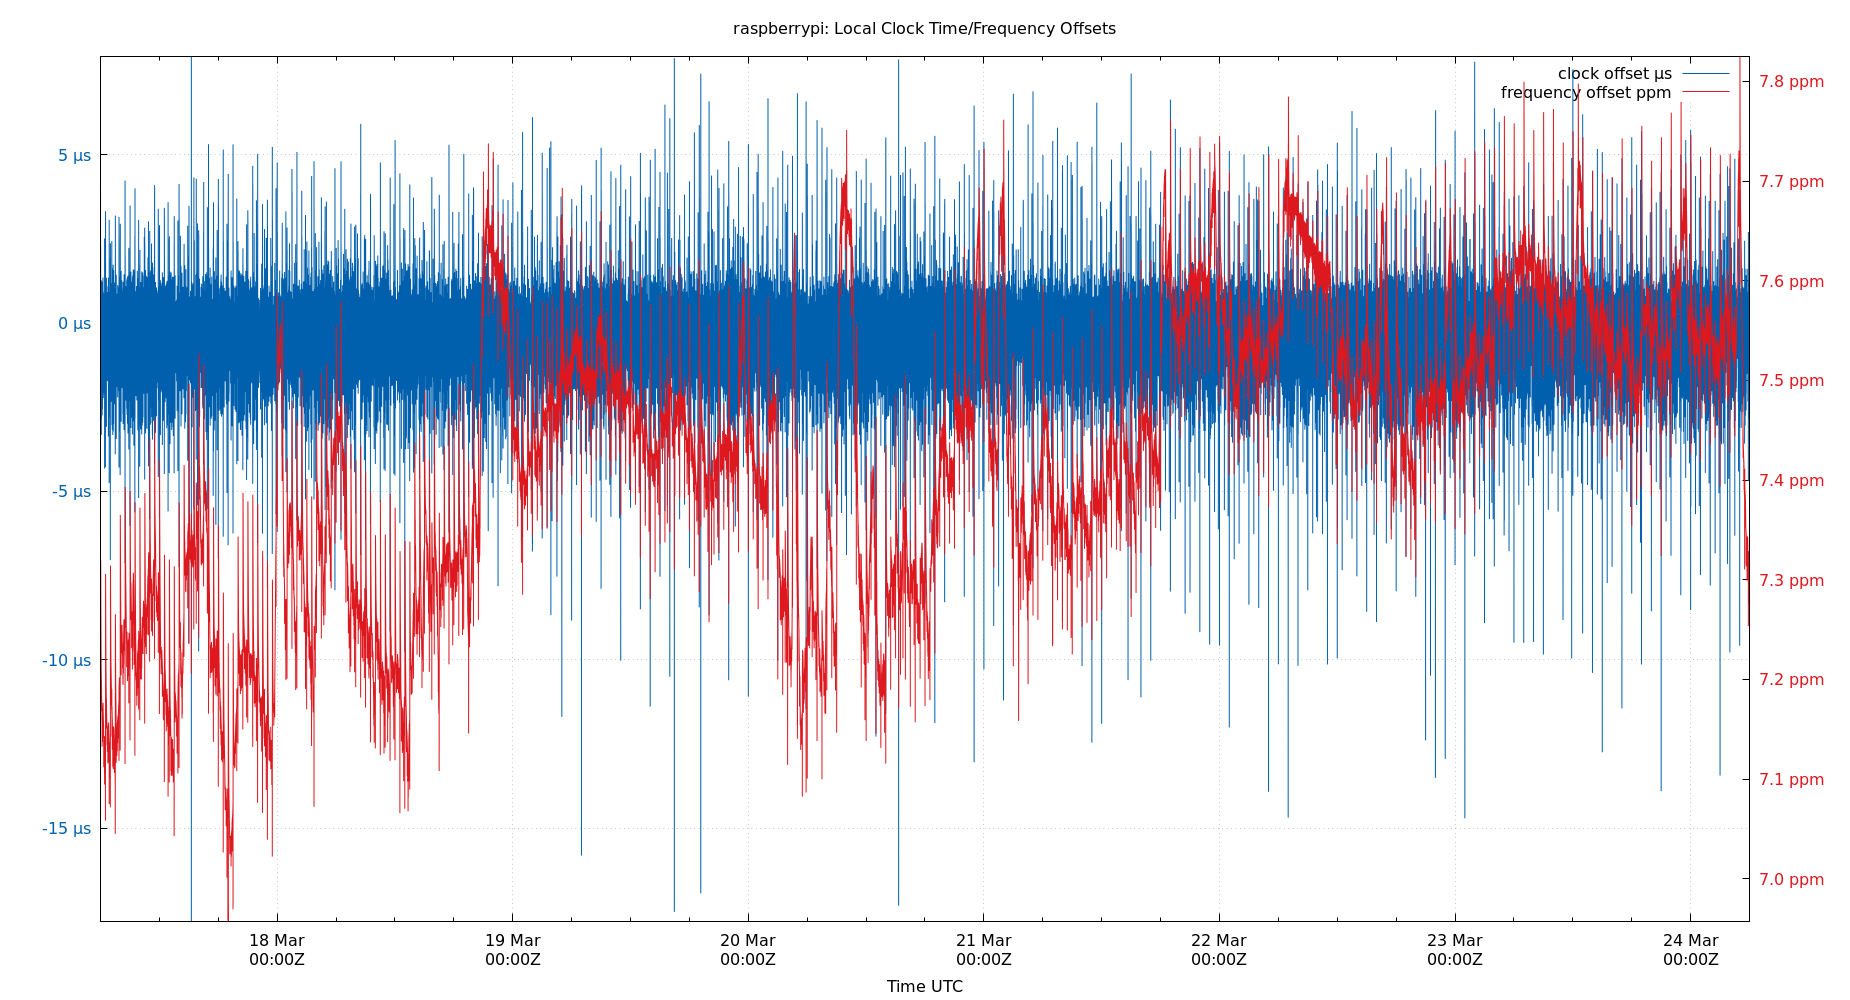 raspberrypi: Local Clock Time/Frequency Offsets
clock offset µs
frequency offset ppm
5 µs
0 µs
-5 µs
-10 µs
-15 µs
7.8 ppm
7.7 ppm
7.6 ppm
7.5 ppm
7.4 ppm
7.3 ppm
7.2 ppm
7.1 ppm
7.0 ppm
18 Mar
00:00Z
19 Mar
00:00Z
20 Mar
00:00Z
21 Mar
00:00Z
22 Mar
00:00Z
23 Mar
00:00Z
24 Mar
00:00Z
Time UTC